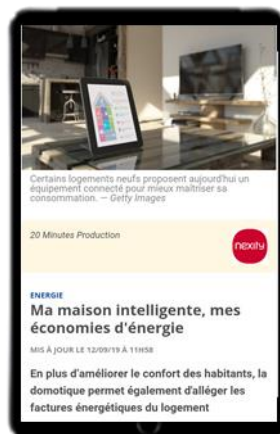 Certains logements neufs proposent aujourd'hui un
équipement connecté pour mieux maîtriser sa
consommation. — Getty Images
20 Minutes Production
nexity
ENERGIE
Ma maison intelligente, mes
économies d'énergie
MIS À JOUR LE 12/09/19 À 11H58
En plus d'améliorer le confort des habitants, la
domotique permet également d'alléger les
factures énergétiques du logement